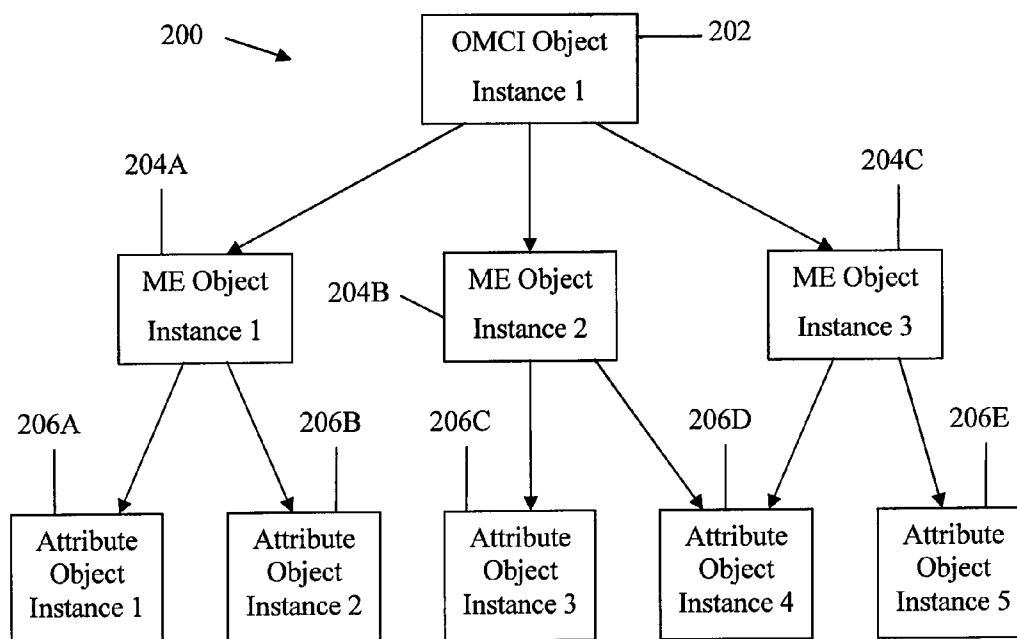 200
OMCI Object
Instance 1
202
204A
204C
ME Object
Instance 1
204B
ME Object
Instance 2
ME Object
Instance 3
206A
206B
206C
206D
206E
Attribute
Object
Instance 1
Attribute
Object
Instance 2
Attribute
Object
Instance 3
Attribute
Object
Instance 4
Attribute
Object
Instance 5